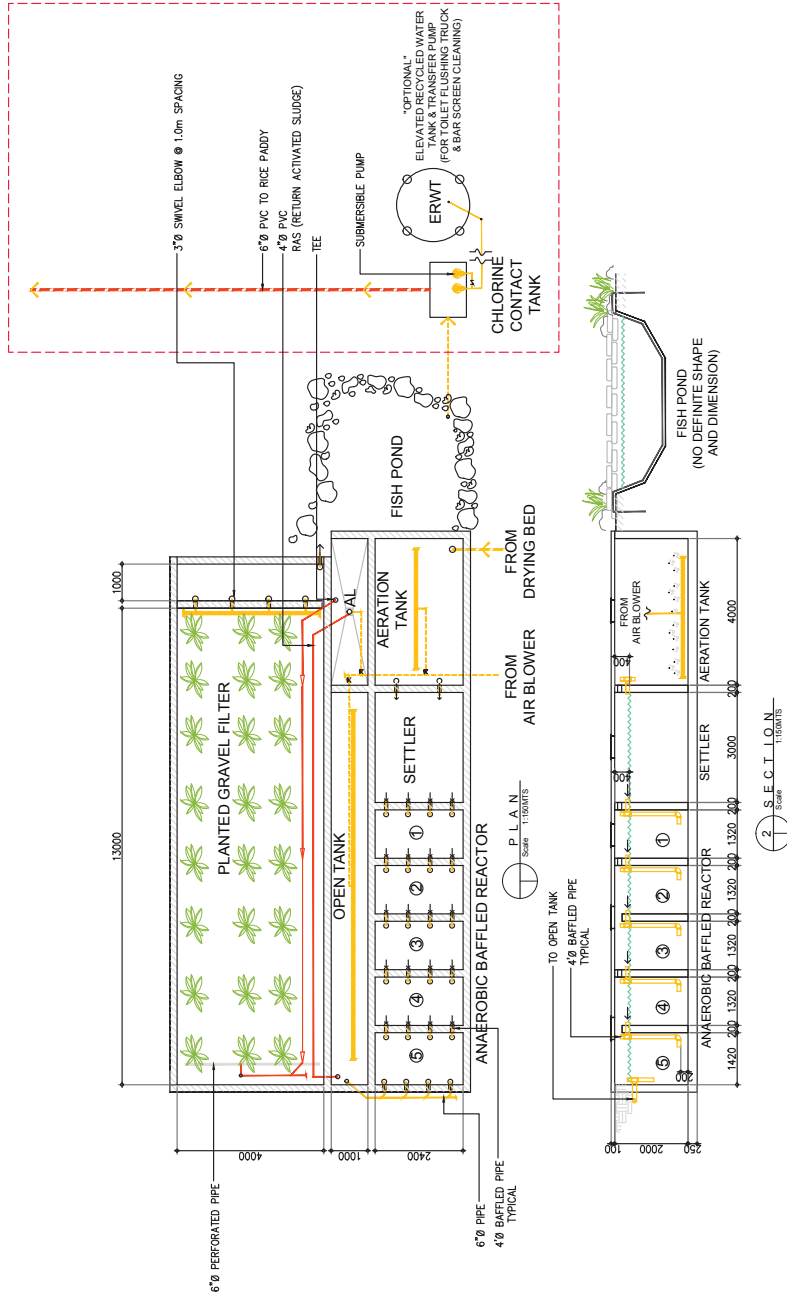 3"Ø SWIVEL ELBOW @ 1.0m SPACING
6"Ø PVC TO RICE PADDY
4"Ø PVC
RAS (RETURN ACTIVATED SLUDGE)
TEE
SUBMERSIBLE PUMP
"OPTIONAL"
ELEVATED RECYCLED WATER
TANK & TRANSFER PUMP
(FOR TOILET FLUSHING TRUCK
& BAR SCREEN CLEANING)
ERWT
CHLORINE
CONTACT
TANK
13000
1000
PLANTED GRAVEL FILTER
6"Ø PERFORATED PIPE
4000
1000
2400
OPEN TANK
AL
AERATION
TANK
FISH POND
SETTLER
1
2
3
4
5
FROM
AIR BLOWER
FROM
DRYING BED
ANAEROBIC BAFFLED REACTOR
6"Ø PIPE
4'Ø BAFFLED PIPE
TYPICAL
P L A N
Scale 1:150MTS
TO OPEN TANK
4'Ø BAFFLED PIPE
TYPICAL
FROM
AIR BLOWER
400
400
5
4
3
2
1
200
ANAEROBIC BAFFLED REACTOR
SETTLER
AERATION TANK
FISH POND
(NO DEFINITE SHAPE
AND DIMENSION)
100
2000
250
1420
200
1320
200
1320
200
1320
200
1320
200
3000
200
4000
2
S E C T I O N
Scale 1:150MTS